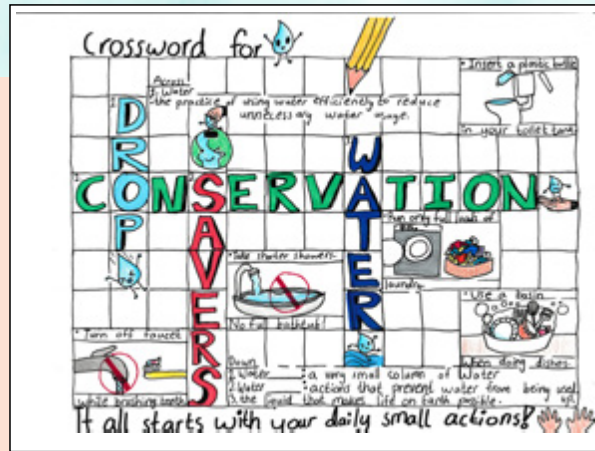 Crossword for
Across
3. Water
-the practice of using water efficiently to reduce
unnecessary water usage.
• Insert a plastic bottle
in your toilet tank
DROP
CONSERVATION
SAVERS
WATER
• Run only full loads of
laundry
• Take shorter showers
No full bathtub!
• Use a basin
when doing dishes
• Turn off faucet
while brushing teeth
Down
1. Water : a very small column of water
2. Water : actions that prevent water from being used up.
3. the liquid that makes life on Earth possible.
It all starts with your daily small actions!